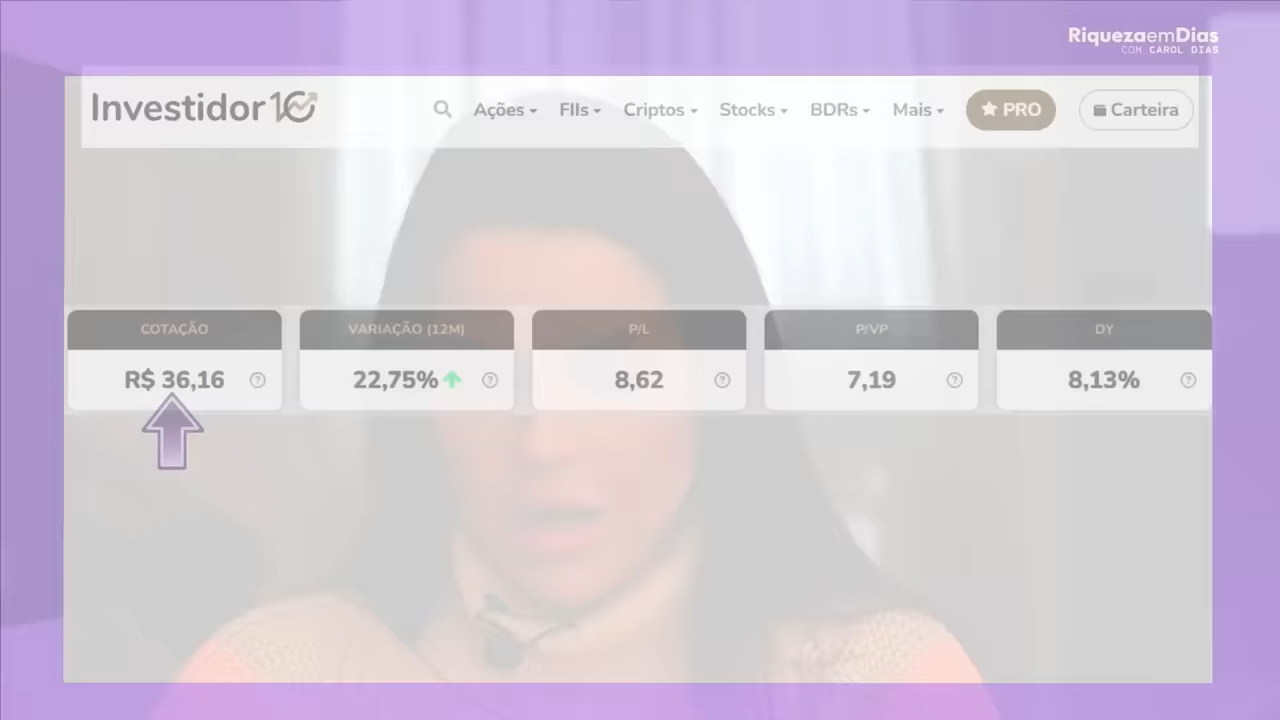 RiquezaemDias
COM CAROL DIAS
Investidor10
Ações FIIs Criptos Stocks BDRs Mais PRO Carteira
COTAÇÃO VARIAÇÃO (12M) P/L P/VP DY
R$ 36,16 22,75% 8,62 7,19 8,13%